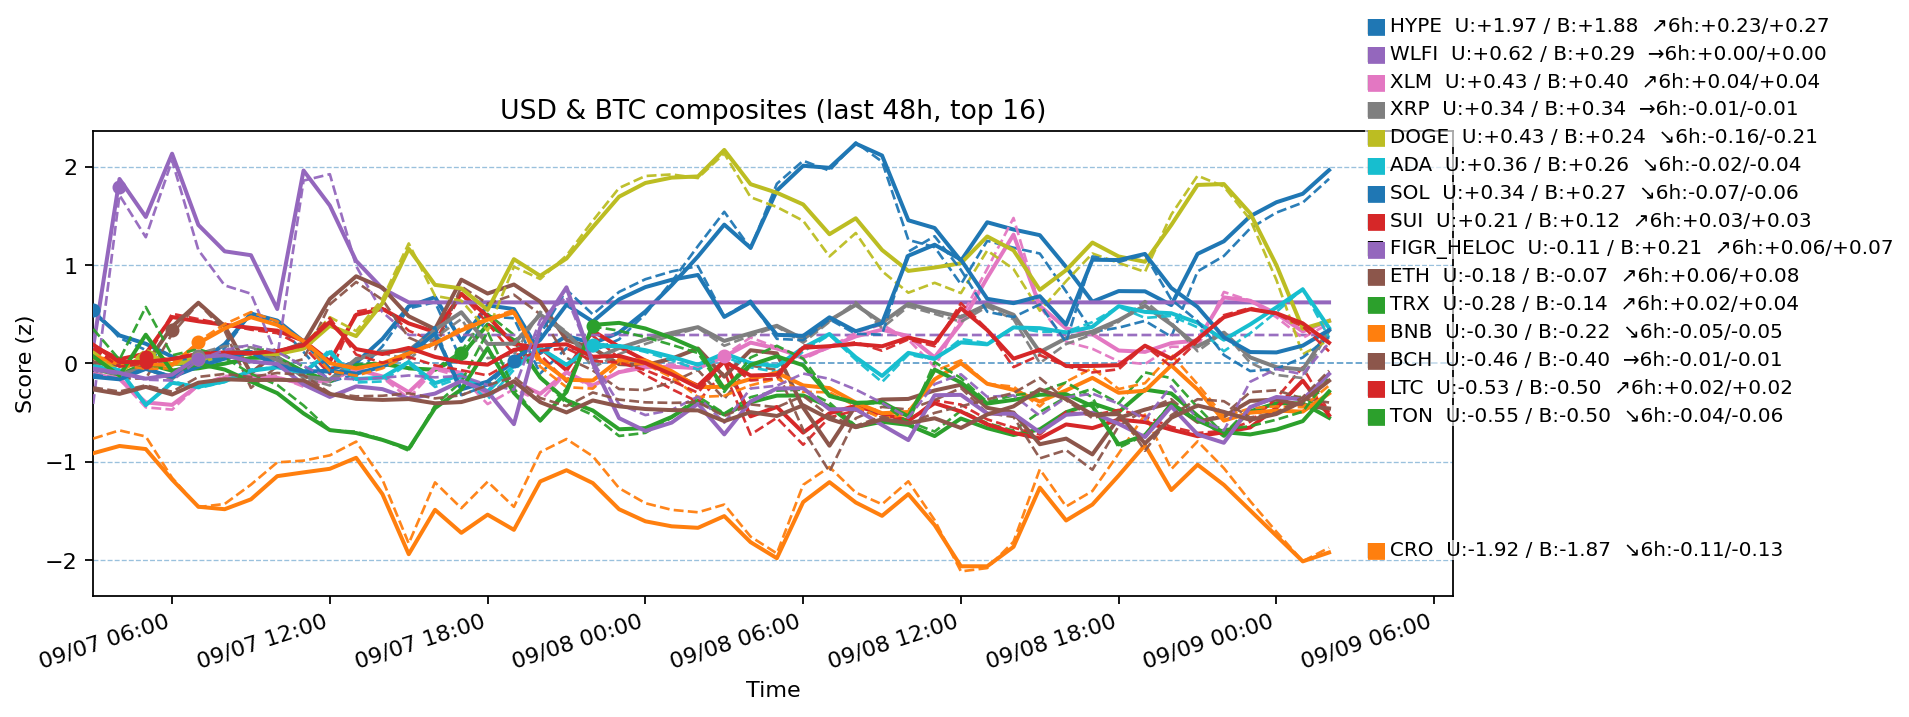 HYPE U:+1.97 / B:+1.88 ↗6h:+0.23/+0.27
WLFI U:+0.62 / B:+0.29 →6h:+0.00/+0.00
XLM U:+0.43 / B:+0.40 ↗6h:+0.04/+0.04
XRP U:+0.34 / B:+0.34 →6h:-0.01/-0.01
DOGE U:+0.43 / B:+0.24 ↘6h:-0.16/-0.21
ADA U:+0.36 / B:+0.26 ↘6h:-0.02/-0.04
SOL U:+0.34 / B:+0.27 ↘6h:-0.07/-0.06
SUI U:+0.21 / B:+0.12 ↗6h:+0.03/+0.03
FIGR_HELOC U:-0.11 / B:+0.21 ↗6h:+0.06/+0.07
ETH U:-0.18 / B:-0.07 ↗6h:+0.06/+0.08
TRX U:-0.28 / B:-0.14 ↗6h:+0.02/+0.04
BNB U:-0.30 / B:-0.22 ↘6h:-0.05/-0.05
BCH U:-0.46 / B:-0.40 →6h:-0.01/-0.01
LTC U:-0.53 / B:-0.50 ↗6h:+0.02/+0.02
TON U:-0.55 / B:-0.50 ↘6h:-0.04/-0.06
CRO U:-1.92 / B:-1.87 ↘6h:-0.11/-0.13
USD & BTC composites (last 48h, top 16)
Score (z)
2
1
0
−1
−2
09/07 06:00
09/07 12:00
09/07 18:00
09/08 00:00
09/08 06:00
09/08 12:00
09/08 18:00
09/09 00:00
09/09 06:00
Time